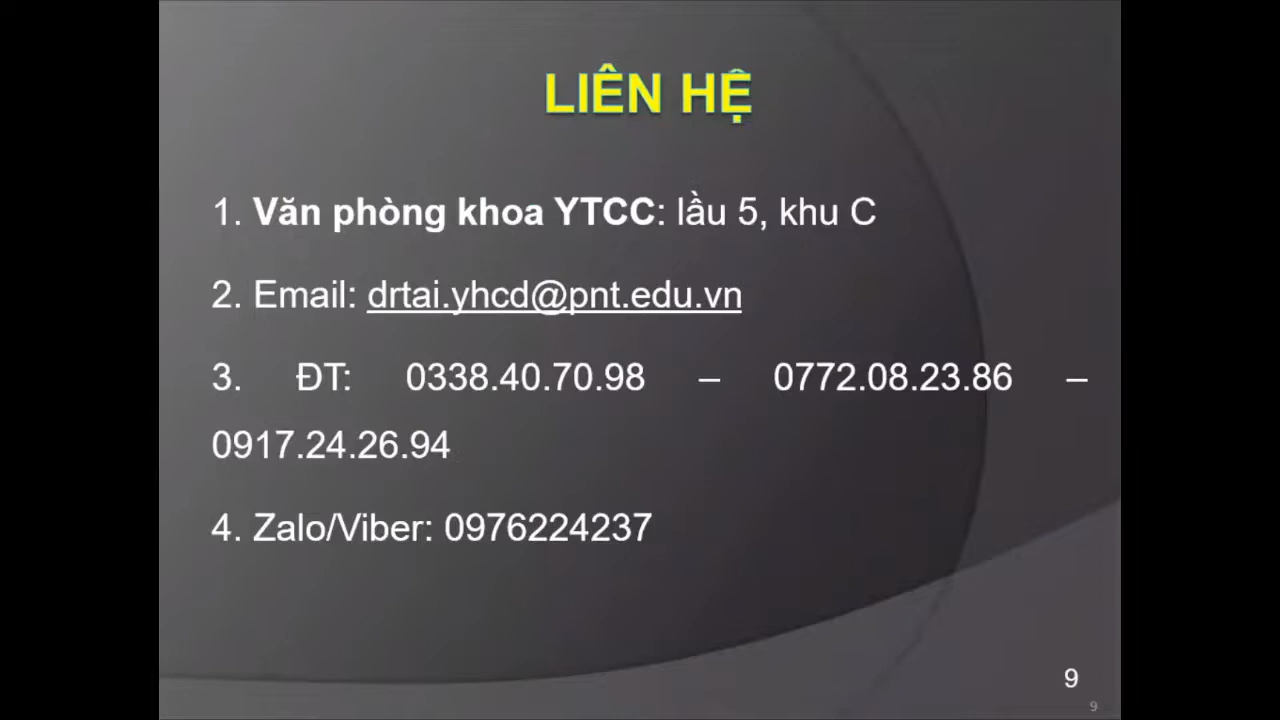 LIÊN HỆ
1. Văn phòng khoa YTCC: lầu 5, khu C
2. Email: drtai.yhcd@pnt.edu.vn
3. ĐT: 0338.40.70.98 – 0772.08.23.86 –
0917.24.26.94
4. Zalo/Viber: 0976224237
9
9